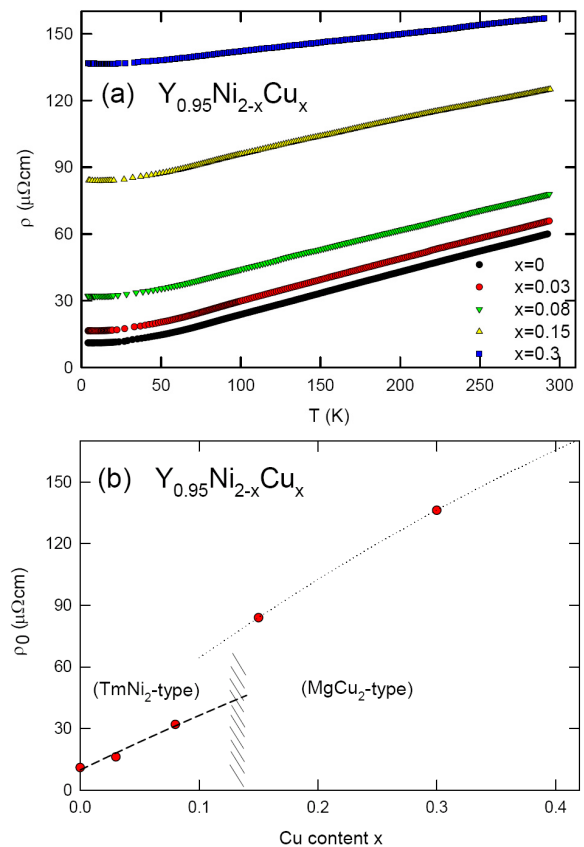 150
120
90
60
30
0
ρ (μΩcm)
(a) Y₀.₉₅Ni₂₋ₓCuₓ
x=0
x=0.03
x=0.08
x=0.15
x=0.3
0 50 100 150 200 250 300
T (K)
150
120
90
60
30
0
ρ0 (μΩcm)
(b) Y₀.₉₅Ni₂₋ₓCuₓ
(TmNi₂-type) (MgCu₂-type)
0.0 0.1 0.2 0.3 0.4
Cu content x